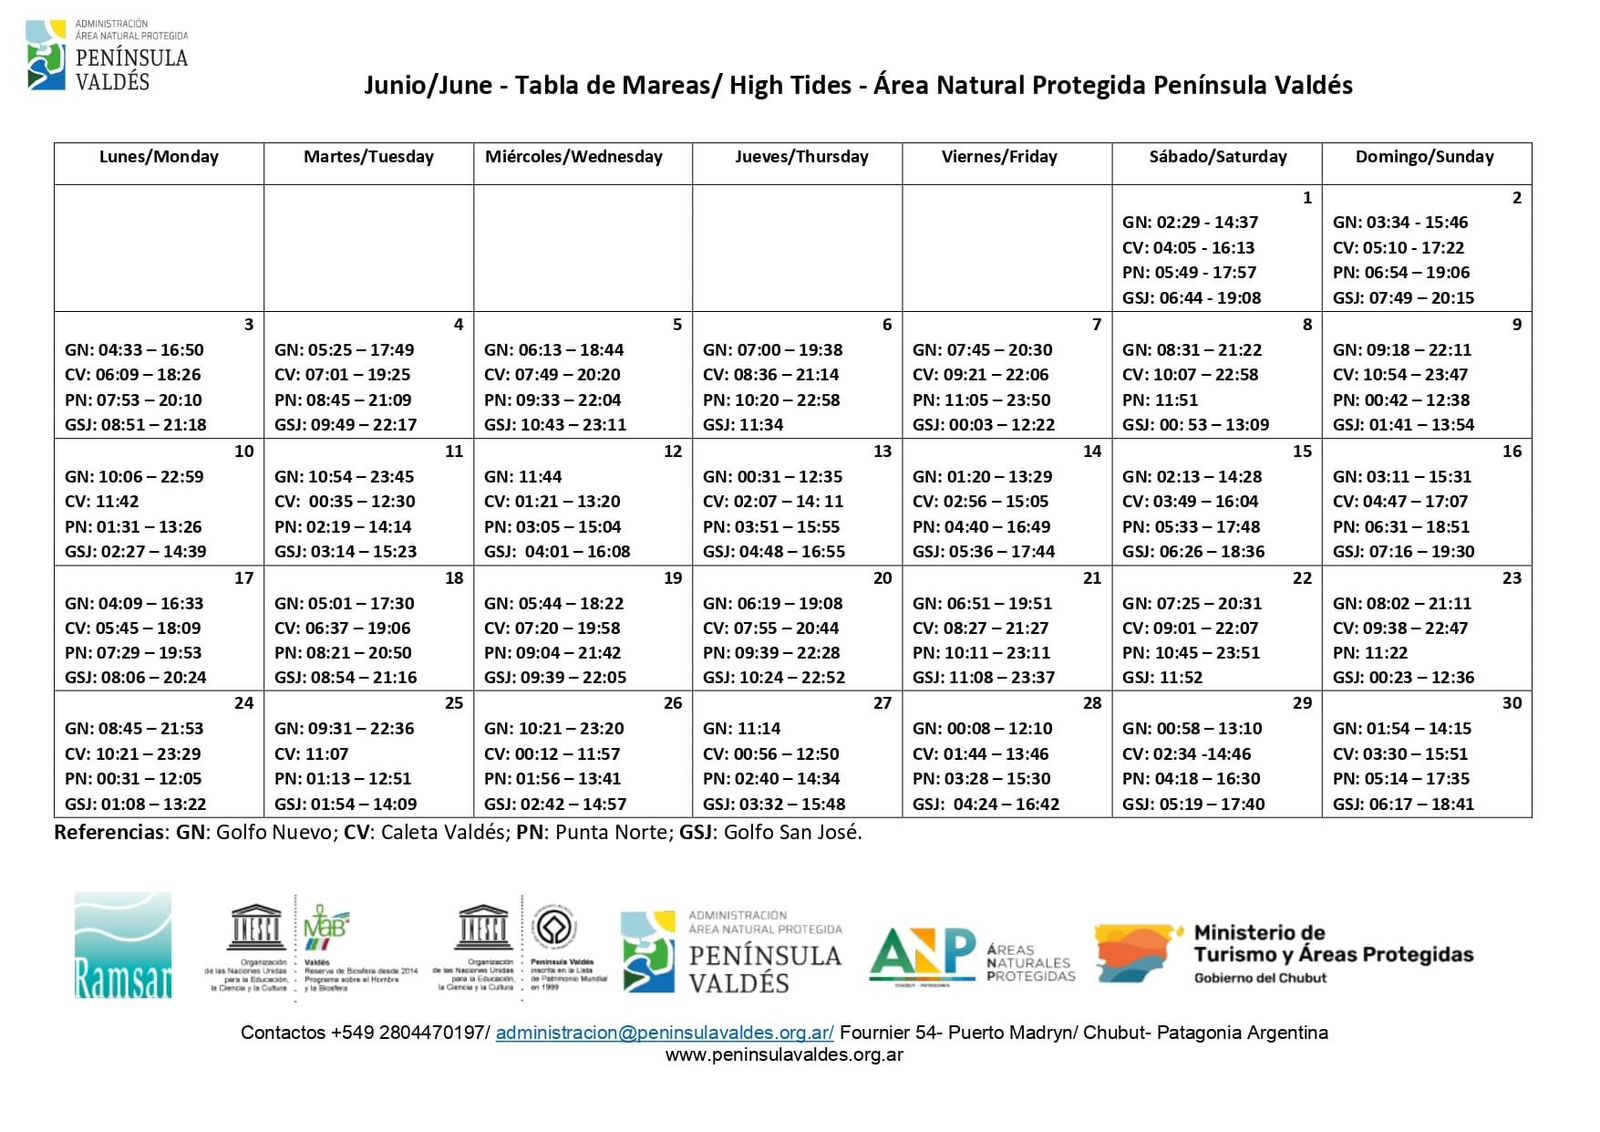 ADMINISTRACIÓN
ÁREA NATURAL PROTEGIDA
PENÍNSULA
VALDÉS
Junio/June - Tabla de Mareas/ High Tides - Área Natural Protegida Península Valdés
Lunes/Monday Martes/Tuesday Miércoles/Wednesday Jueves/Thursday Viernes/Friday Sábado/Saturday Domingo/Sunday
1 2
GN: 02:29 - 14:37 GN: 03:34 - 15:46
CV: 04:05 - 16:13 CV: 05:10 - 17:22
PN: 05:49 - 17:57 PN: 06:54 – 19:06
GSJ: 06:44 - 19:08 GSJ: 07:49 – 20:15
3 4 5 6 7 8 9
GN: 04:33 – 16:50 GN: 05:25 – 17:49 GN: 06:13 – 18:44 GN: 07:00 – 19:38 GN: 07:45 – 20:30 GN: 08:31 – 21:22 GN: 09:18 – 22:11
CV: 06:09 – 18:26 CV: 07:01 – 19:25 CV: 07:49 – 20:20 CV: 08:36 – 21:14 CV: 09:21 – 22:06 CV: 10:07 – 22:58 CV: 10:54 – 23:47
PN: 07:53 – 20:10 PN: 08:45 – 21:09 PN: 09:33 – 22:04 PN: 10:20 – 22:58 PN: 11:05 – 23:50 PN: 11:51 PN: 00:42 – 12:38
GSJ: 08:51 – 21:18 GSJ: 09:49 – 22:17 GSJ: 10:43 – 23:11 GSJ: 11:34 GSJ: 00:03 – 12:22 GSJ: 00: 53 – 13:09 GSJ: 01:41 – 13:54
10 11 12 13 14 15 16
GN: 10:06 – 22:59 GN: 10:54 – 23:45 GN: 11:44 GN: 00:31 – 12:35 GN: 01:20 – 13:29 GN: 02:13 – 14:28 GN: 03:11 – 15:31
CV: 11:42 CV: 00:35 – 12:30 CV: 01:21 – 13:20 CV: 02:07 – 14: 11 CV: 02:56 – 15:05 CV: 03:49 – 16:04 CV: 04:47 – 17:07
PN: 01:31 – 13:26 PN: 02:19 – 14:14 PN: 03:05 – 15:04 PN: 03:51 – 15:55 PN: 04:40 – 16:49 PN: 05:33 – 17:48 PN: 06:31 – 18:51
GSJ: 02:27 – 14:39 GSJ: 03:14 – 15:23 GSJ: 04:01 – 16:08 GSJ: 04:48 – 16:55 GSJ: 05:36 – 17:44 GSJ: 06:26 – 18:36 GSJ: 07:16 – 19:30
17 18 19 20 21 22 23
GN: 04:09 – 16:33 GN: 05:01 – 17:30 GN: 05:44 – 18:22 GN: 06:19 – 19:08 GN: 06:51 – 19:51 GN: 07:25 – 20:31 GN: 08:02 – 21:11
CV: 05:45 – 18:09 CV: 06:37 – 19:06 CV: 07:20 – 19:58 CV: 07:55 – 20:44 CV: 08:27 – 21:27 CV: 09:01 – 22:07 CV: 09:38 – 22:47
PN: 07:29 – 19:53 PN: 08:21 – 20:50 PN: 09:04 – 21:42 PN: 09:39 – 22:28 PN: 10:11 – 23:11 PN: 10:45 – 23:51 PN: 11:22
GSJ: 08:06 – 20:24 GSJ: 08:54 – 21:16 GSJ: 09:39 – 22:05 GSJ: 10:24 – 22:52 GSJ: 11:08 – 23:37 GSJ: 11:52 GSJ: 00:23 – 12:36
24 25 26 27 28 29 30
GN: 08:45 – 21:53 GN: 09:31 – 22:36 GN: 10:21 – 23:20 GN: 11:14 GN: 00:08 – 12:10 GN: 00:58 – 13:10 GN: 01:54 – 14:15
CV: 10:21 – 23:29 CV: 11:07 CV: 00:12 – 11:57 CV: 00:56 – 12:50 CV: 01:44 – 13:46 CV: 02:34 -14:46 CV: 03:30 – 15:51
PN: 00:31 – 12:05 PN: 01:13 – 12:51 PN: 01:56 – 13:41 PN: 02:40 – 14:34 PN: 03:28 – 15:30 PN: 04:18 – 16:30 PN: 05:14 – 17:35
GSJ: 01:08 – 13:22 GSJ: 01:54 – 14:09 GSJ: 02:42 – 14:57 GSJ: 03:32 – 15:48 GSJ: 04:24 – 16:42 GSJ: 05:19 – 17:40 GSJ: 06:17 – 18:41
Referencias: GN: Golfo Nuevo; CV: Caleta Valdés; PN: Punta Norte; GSJ: Golfo San José.
Ramsar
UNESCO
MaB
Organización
de las Naciones Unidas
para la Educación,
la Ciencia y la Cultura
Valdés
Reserva de Biosfera desde 2014
Programa sobre el Hombre
y la Biosfera
UNESCO
Organización
de las Naciones Unidas
para la Educación,
la Ciencia y la Cultura
Península Valdés
inscrita en la Lista
de Patrimonio Mundial
en 1999
ADMINISTRACIÓN
ÁREA NATURAL PROTEGIDA
PENÍNSULA
VALDÉS
ANP
CHUBUT - PATAGONIA
ÁREAS
NATURALES
PROTEGIDAS
Ministerio de
Turismo y Áreas Protegidas
Gobierno del Chubut
Contactos +549 2804470197/ administracion@peninsulavaldes.org.ar/ Fournier 54- Puerto Madryn/ Chubut- Patagonia Argentina
www.peninsulavaldes.org.ar